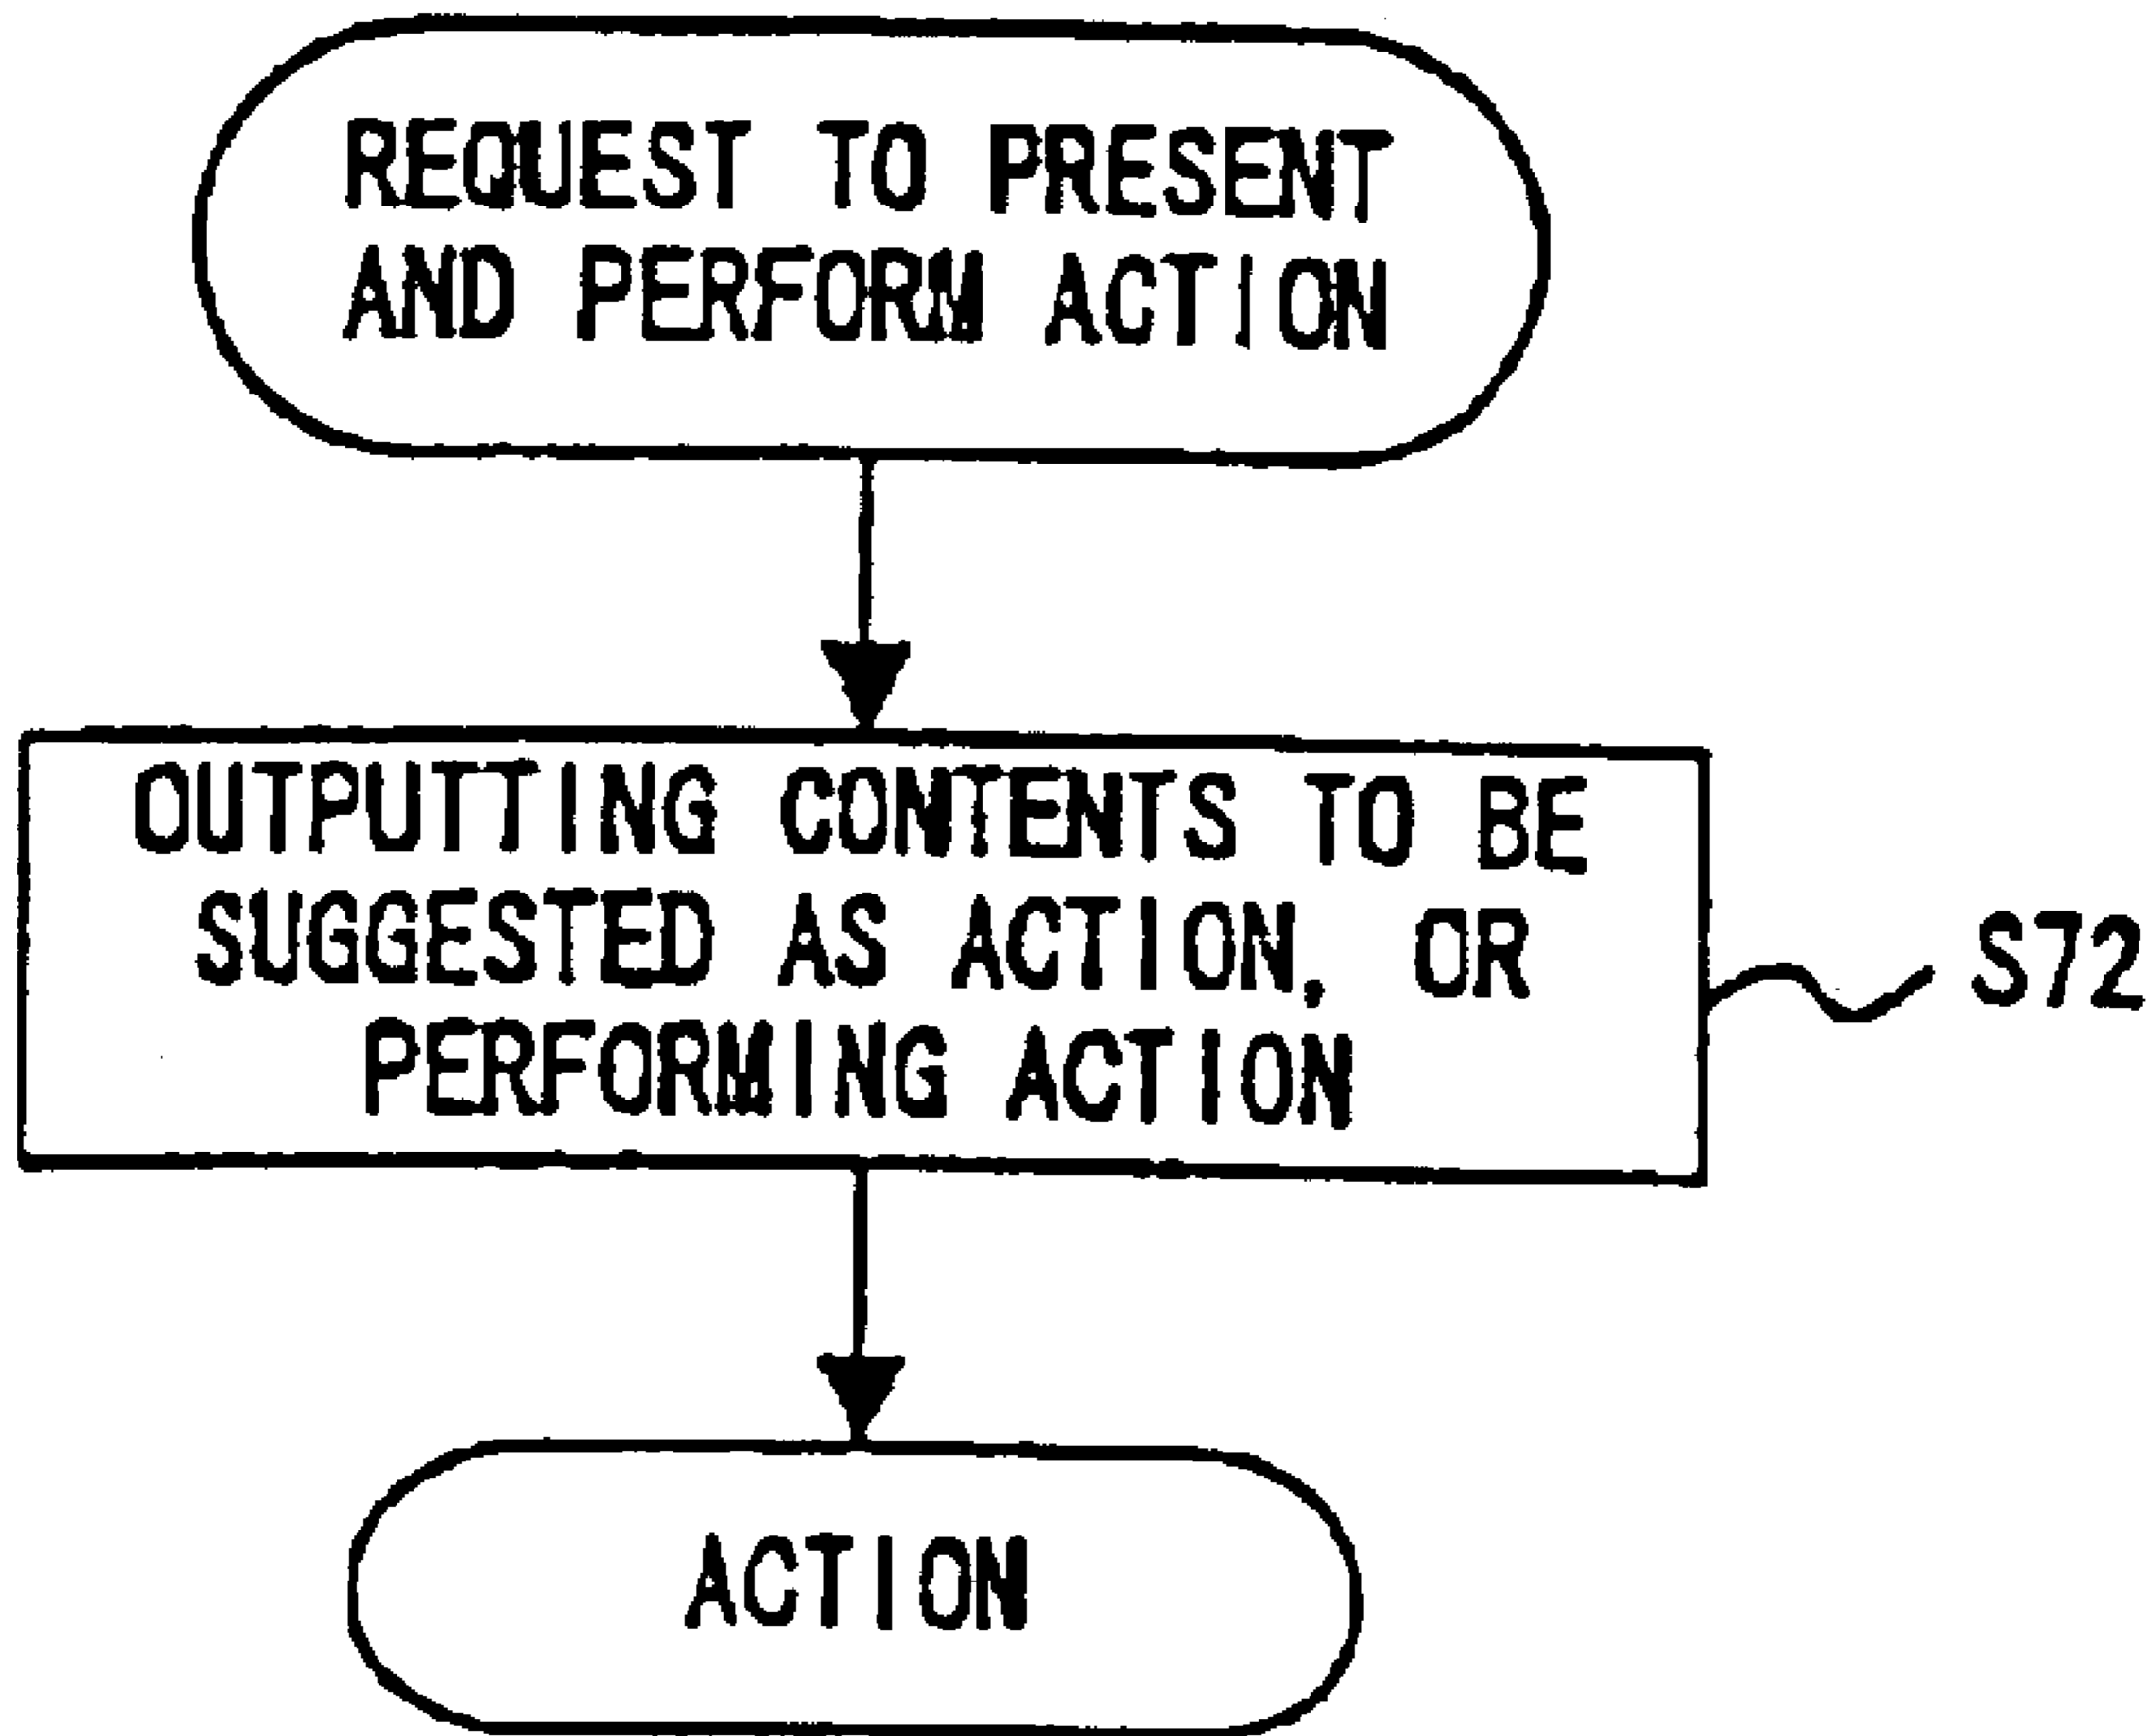 REQUEST TO PRESENT
AND PERFORM ACTION
OUTPUTTING CONTENTS TO BE
SUGGESTED AS ACTION, OR
PERFORMING ACTION
S72
ACTION